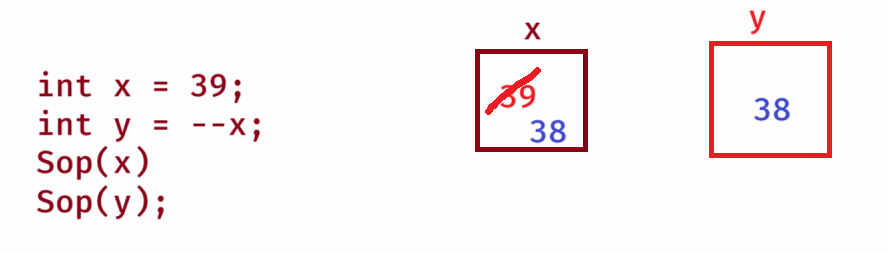 int x = 39;
int y = --x;
Sop(x)
Sop(y);
x
39
38
y
38